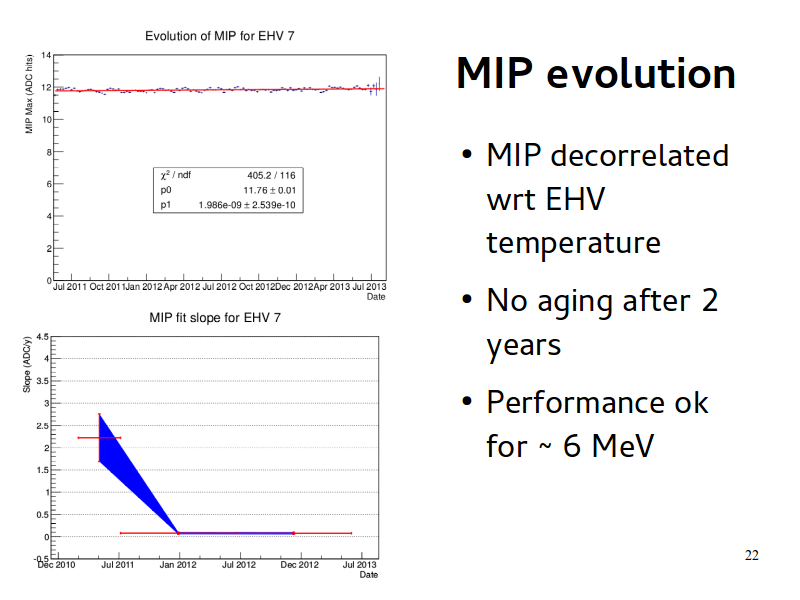 Evolution of MIP for EHV 7
MIP Max (ADC hits)
14
12
10
8
6
4
2
0
χ² / ndf 405.2 / 116
p0 11.76 ± 0.01
p1 1.986e-09 ± 2.539e-10
Jul 2011 Oct 2011 Jan 2012 Apr 2012 Jul 2012 Oct 2012 Dec 2012 Apr 2013 Jul 2013
Date
MIP fit slope for EHV 7
Slope (ADC/y)
4.5
4
3.5
3
2.5
2
1.5
1
0.5
0
-0.5
Dec 2010 Jul 2011 Jan 2012 Jul 2012 Dec 2012 Jul 2013
Date
MIP evolution
• MIP decorrelated
wrt EHV
temperature
• No aging after 2
years
• Performance ok
for ~ 6 MeV
22